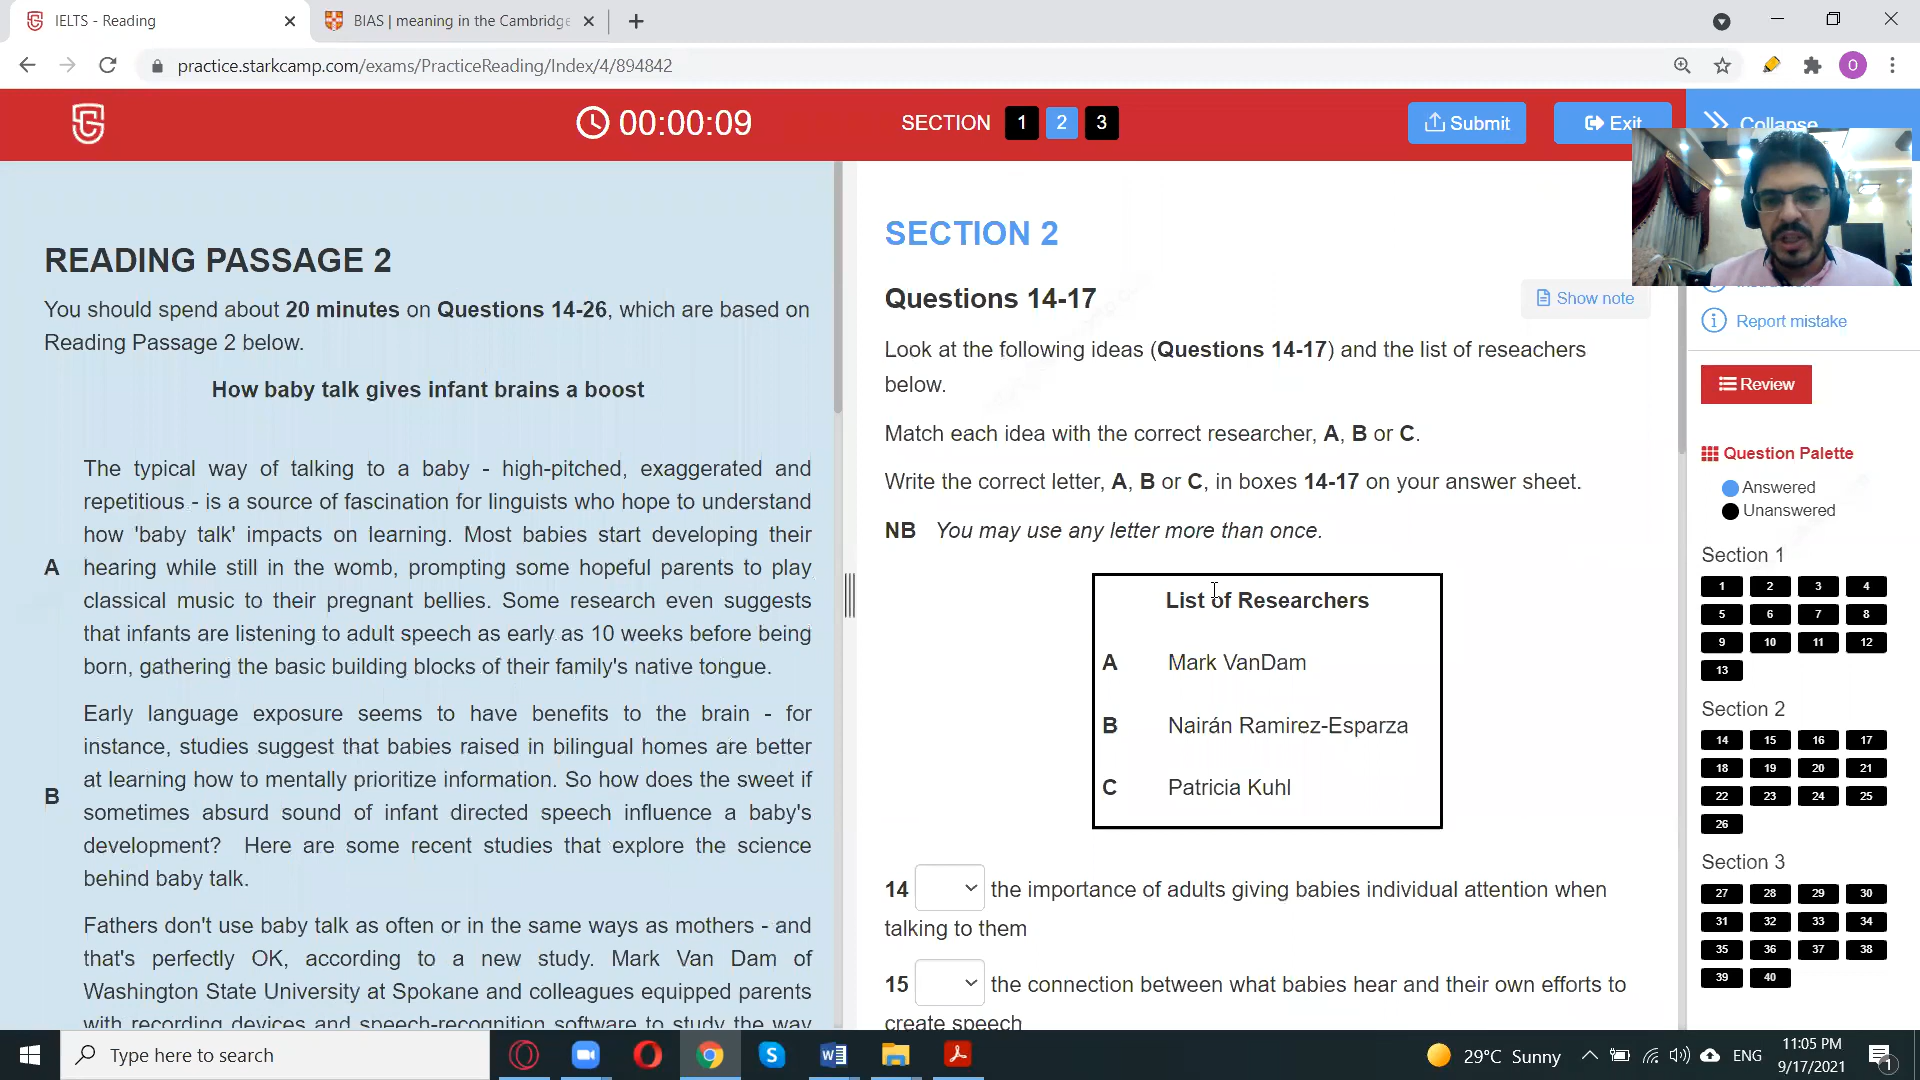 IELTS - Reading
BIAS | meaning in the Cambridge
practice.starkcamp.com/exams/PracticeReading/Index/4/894842
O
00:00:09
SECTION 1 2 3
Submit
Exit
Collapse
READING PASSAGE 2
You should spend about 20 minutes on Questions 14-26, which are based on
Reading Passage 2 below.
How baby talk gives infant brains a boost
The typical way of talking to a baby - high-pitched, exaggerated and
repetitious - is a source of fascination for linguists who hope to understand
how 'baby talk' impacts on learning. Most babies start developing their
A hearing while still in the womb, prompting some hopeful parents to play
classical music to their pregnant bellies. Some research even suggests
that infants are listening to adult speech as early as 10 weeks before being
born, gathering the basic building blocks of their family's native tongue.
Early language exposure seems to have benefits to the brain - for
instance, studies suggest that babies raised in bilingual homes are better
at learning how to mentally prioritize information. So how does the sweet if
B sometimes absurd sound of infant directed speech influence a baby's
development? Here are some recent studies that explore the science
behind baby talk.
Fathers don't use baby talk as often or in the same ways as mothers - and
that's perfectly OK, according to a new study. Mark Van Dam of
Washington State University at Spokane and colleagues equipped parents
with recording devices and speech-recognition software to study the way
SECTION 2
Questions 14-17
Show note
Look at the following ideas (Questions 14-17) and the list of reseachers
below.
Match each idea with the correct researcher, A, B or C.
Write the correct letter, A, B or C, in boxes 14-17 on your answer sheet.
NB You may use any letter more than once.
List of Researchers
A Mark VanDam
B Nairán Ramirez-Esparza
C Patricia Kuhl
14 the importance of adults giving babies individual attention when
talking to them
15 the connection between what babies hear and their own efforts to
create speech
Report mistake
Review
Question Palette
Answered
Unanswered
Section 1
1 2 3 4
5 6 7 8
9 10 11 12
13
Section 2
14 15 16 17
18 19 20 21
22 23 24 25
26
Section 3
27 28 29 30
31 32 33 34
35 36 37 38
39 40
Type here to search
29°C Sunny
ENG
11:05 PM
9/17/2021
1